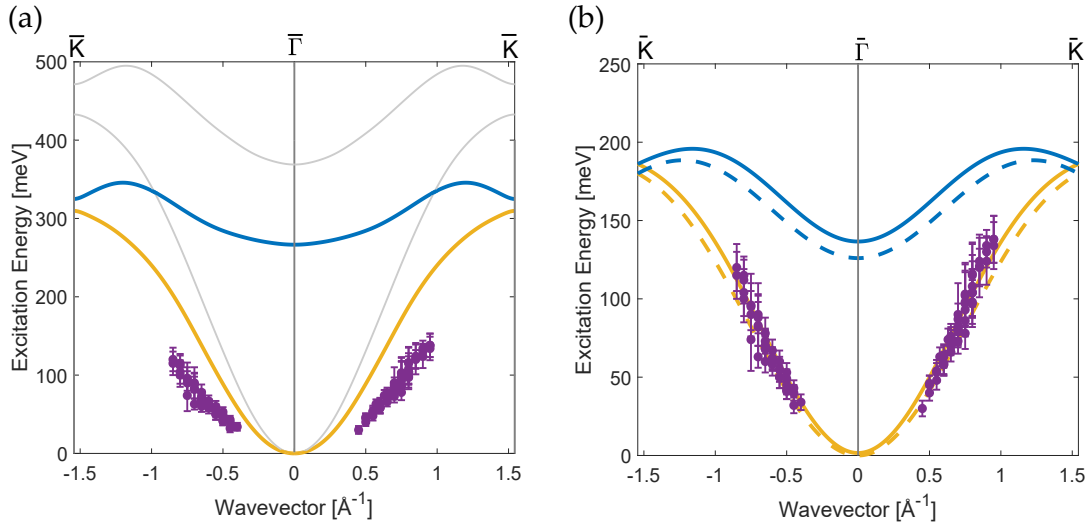 (a)
K̅ Γ̅ K̅
500
400
300
200
100
0
Excitation Energy [meV]
-1.5 -1 -0.5 0 0.5 1 1.5
Wavevector [Å⁻¹]
(b)
K̄ Γ̄ K̄
250
200
150
100
50
0
Excitation Energy [meV]
-1.5 -1 -0.5 0 0.5 1 1.5
Wavevector [Å⁻¹]